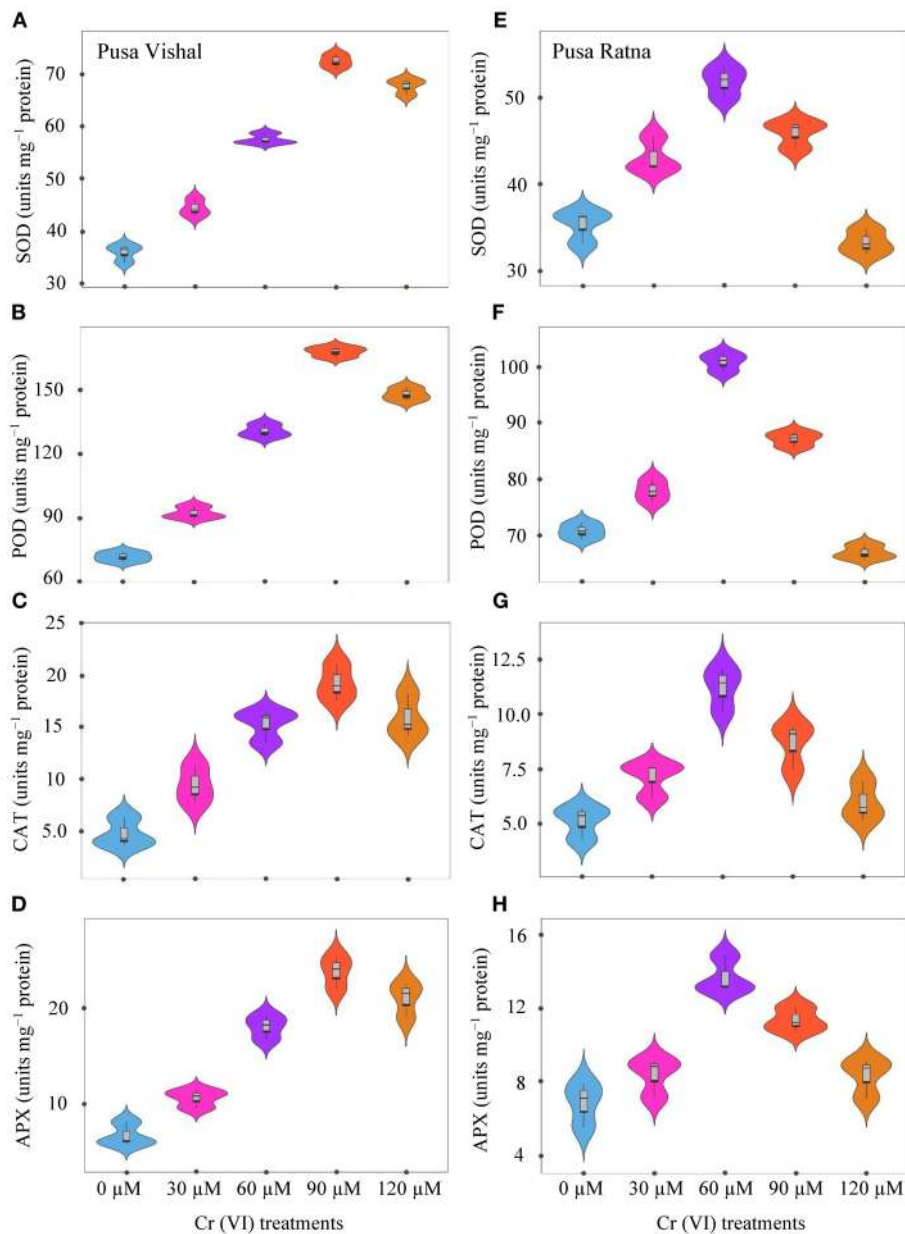 A
Pusa Vishal
SOD (units mg⁻¹ protein)
70
60
50
40
30
B
POD (units mg⁻¹ protein)
150
120
90
60
C
CAT (units mg⁻¹ protein)
25
20
15
10
5.0
D
APX (units mg⁻¹ protein)
20
10
0 µM 30 µM 60 µM 90 µM 120 µM
Cr (VI) treatments
E
Pusa Ratna
SOD (units mg⁻¹ protein)
50
40
30
F
POD (units mg⁻¹ protein)
100
90
80
70
G
CAT (units mg⁻¹ protein)
12.5
10.0
7.5
5.0
H
APX (units mg⁻¹ protein)
16
12
8
4
0 µM 30 µM 60 µM 90 µM 120 µM
Cr (VI) treatments